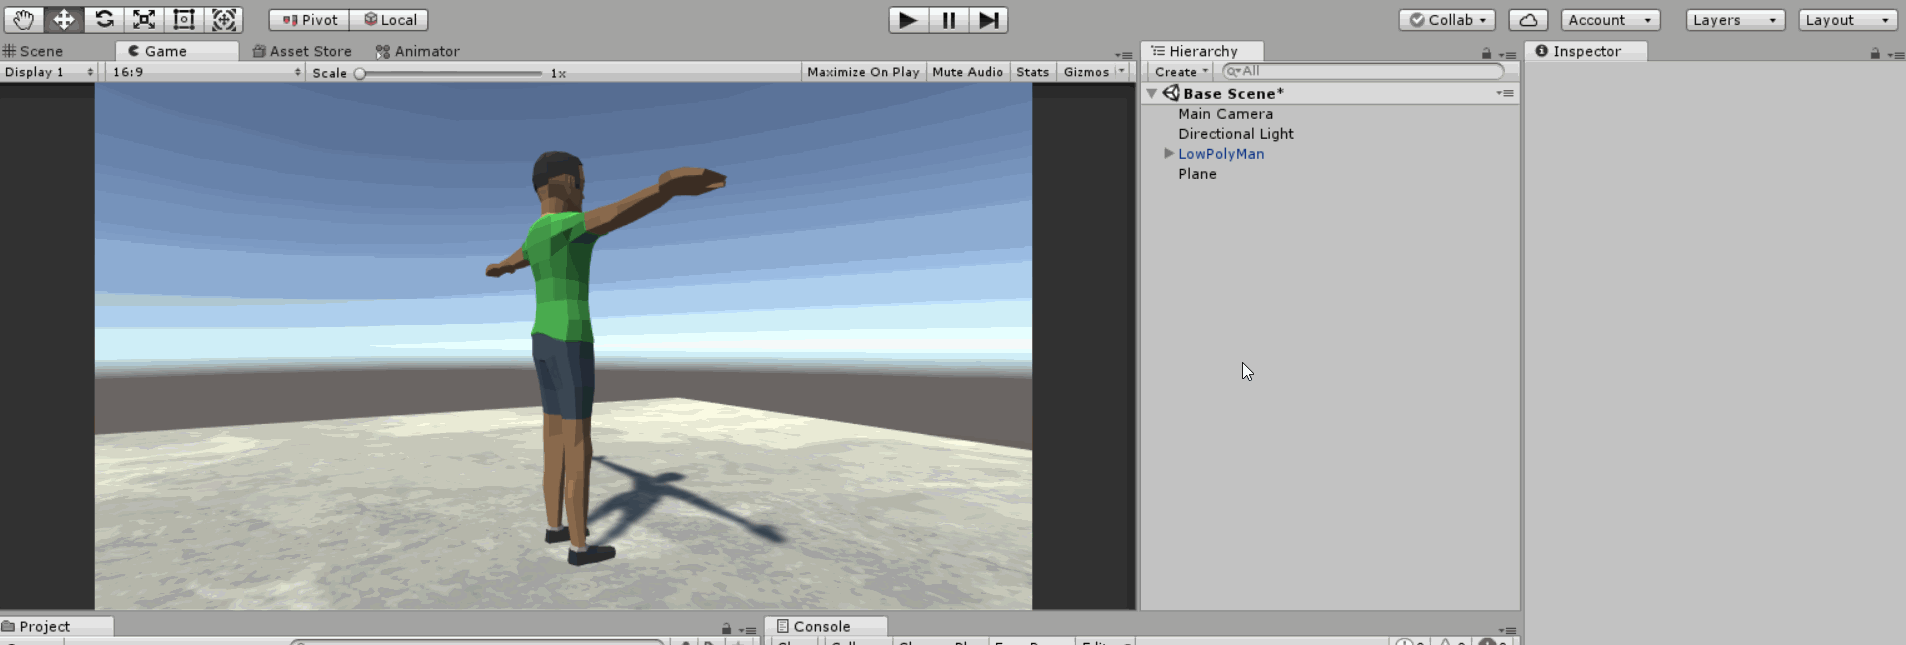 Pivot Local Collab Account Layers Layout
Scene Game Asset Store Animator Hierarchy Inspector
Display 1 16:9 Scale 1x Maximize On Play Mute Audio Stats Gizmos Create All
Base Scene*
Main Camera
Directional Light
LowPolyMan
Plane
Project Console